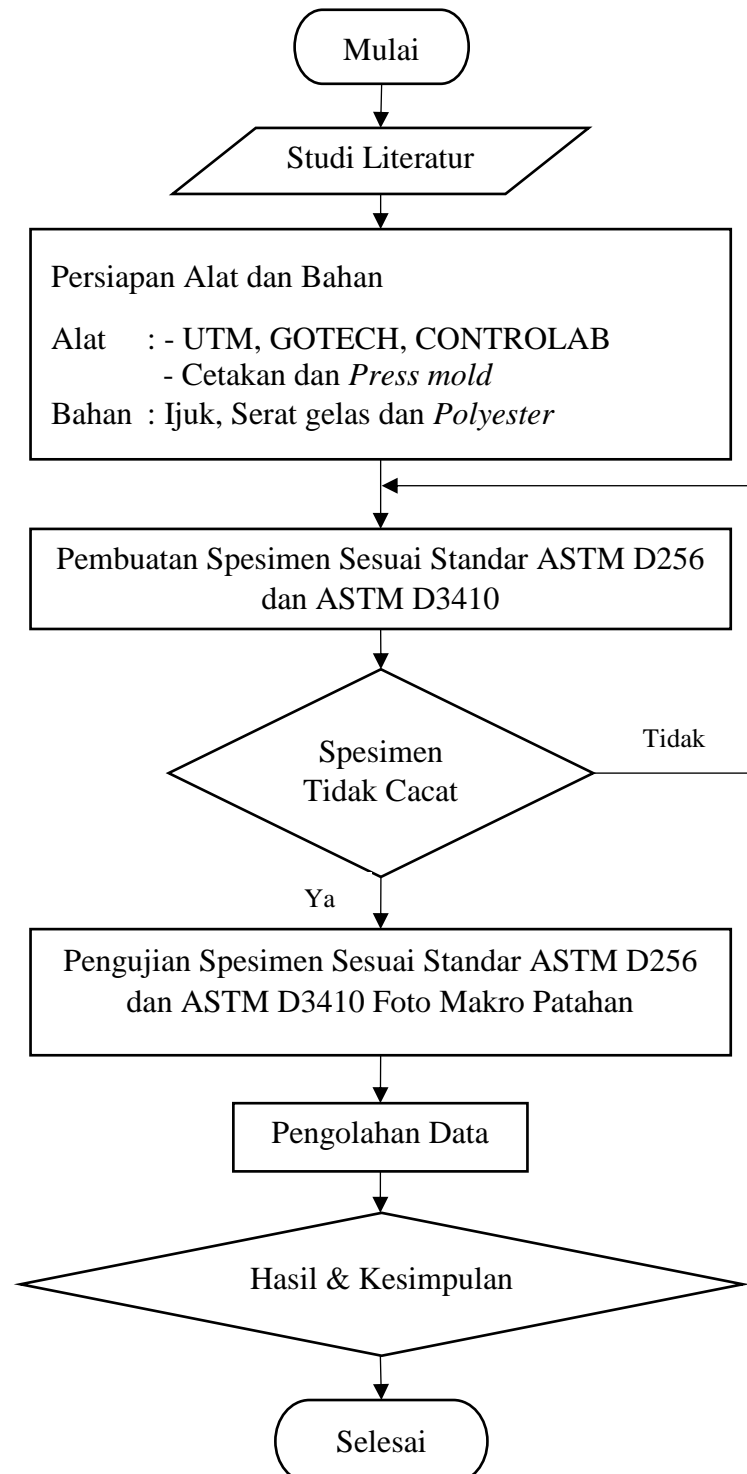 Mulai
Studi Literatur
Persiapan Alat dan Bahan
Alat : - UTM, GOTECH, CONTROLAB
- Cetakan dan Press mold
Bahan : Ijuk, Serat gelas dan Polyester
Pembuatan Spesimen Sesuai Standar ASTM D256
dan ASTM D3410
Spesimen
Tidak Cacat
Tidak
Ya
Pengujian Spesimen Sesuai Standar ASTM D256
dan ASTM D3410 Foto Makro Patahan
Pengolahan Data
Hasil & Kesimpulan
Selesai